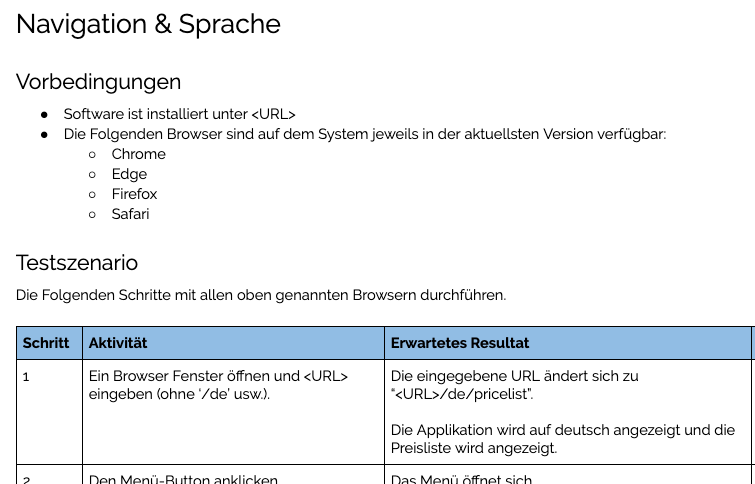 Navigation & Sprache
Vorbedingungen
● Software ist installiert unter <URL>
● Die Folgenden Browser sind auf dem System jeweils in der aktuellsten Version verfügbar:
○ Chrome
○ Edge
○ Firefox
○ Safari
Testszenario
Die Folgenden Schritte mit allen oben genannten Browsern durchführen.
Schritt Aktivität Erwartetes Resultat
1 Ein Browser Fenster öffnen und <URL> Die eingegebene URL ändert sich zu
eingeben (ohne ‘/de’ usw.). “<URL>/de/pricelist”.
Die Applikation wird auf deutsch angezeigt und die
Preisliste wird angezeigt.
2 Den Menü-Button anklicken Das Menü öffnet sich